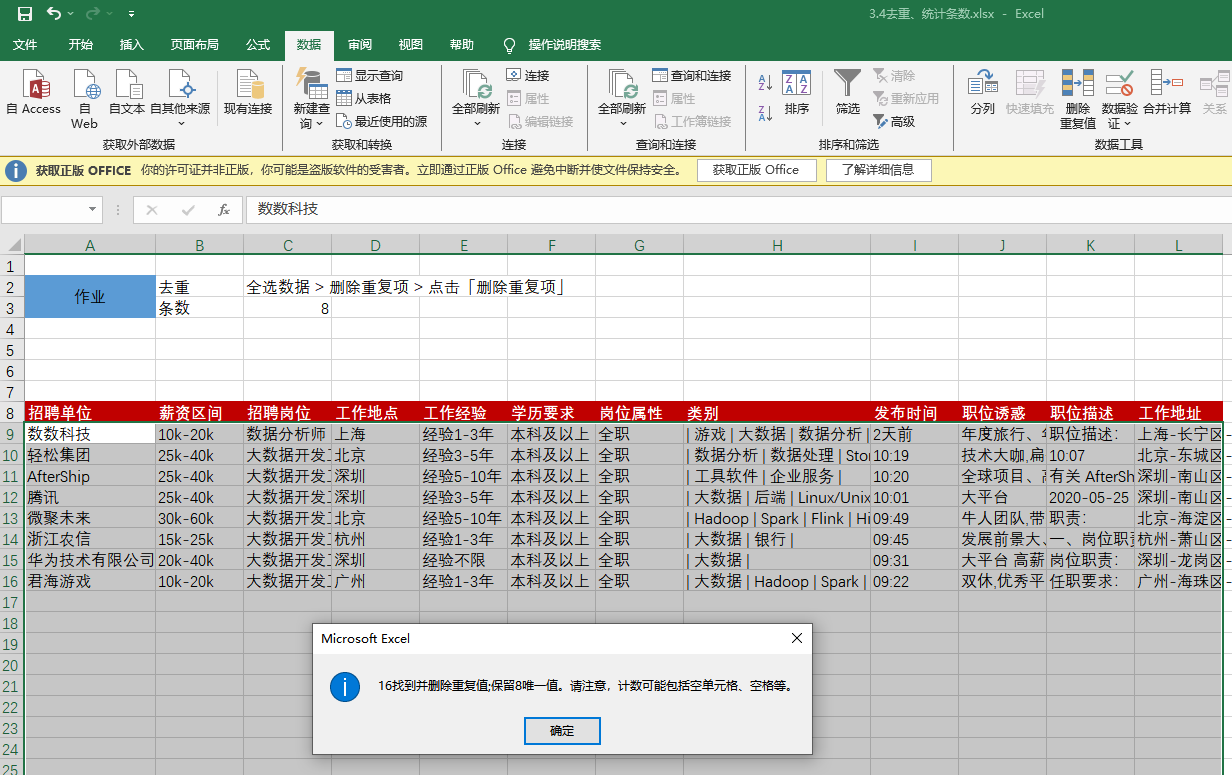 3.4去重、统计条数.xlsx - Excel
文件 开始 插入 页面布局 公式 数据 审阅 视图 帮助 操作说明搜索
自 Access 自 Web 自文本 自其他来源 现有连接 新建查询 显示查询 从表格 最近使用的源 全部刷新 连接 属性 编辑链接 全部刷新 查询和连接 属性 工作簿链接 排序 筛选 清除 重新应用 高级 分列 快速填充 删除重复值 数据验证 合并计算 关系
获取外部数据 获取和转换 连接 查询和连接 排序和筛选 数据工具
获取正版 OFFICE 你的许可证并非正版，你可能是盗版软件的受害者。立即通过正版 Office 避免中断并使文件保持安全。 获取正版 Office 了解详细信息
fx 数数科技
A B C D E F G H I J K L
1
2 作业 去重 全选数据 > 删除重复项 > 点击「删除重复项」
3 条数 8
4
5
6
7
8 招聘单位 薪资区间 招聘岗位 工作地点 工作经验 学历要求 岗位属性 类别 发布时间 职位诱惑 职位描述 工作地址
9 数数科技 10k-20k 数据分析师 上海 经验1-3年 本科及以上 全职 | 游戏 | 大数据 | 数据分析 | 2天前 年度旅行、 职位描述： 上海-长宁区
10 轻松集团 25k-40k 大数据开发 北京 经验3-5年 本科及以上 全职 | 数据分析 | 数据处理 | Sto 10:19 技术大咖,扁 10:07 北京-东城区
11 AfterShip 25k-40k 大数据开发 深圳 经验5-10年 本科及以上 全职 | 工具软件 | 企业服务 | 10:20 全球项目、 有关 AfterSh 深圳-南山区
12 腾讯 25k-40k 大数据开发 深圳 经验3-5年 本科及以上 全职 | 大数据 | 后端 | Linux/Unix 10:01 大平台 2020-05-25 深圳-南山区
13 微聚未来 30k-60k 大数据开发 北京 经验5-10年 本科及以上 全职 | Hadoop | Spark | Flink | Hi 09:49 牛人团队,带 职责： 北京-海淀区
14 浙江农信 15k-25k 大数据开发 杭州 经验1-3年 本科及以上 全职 | 大数据 | 银行 | 09:45 发展前景大、 一、岗位职责 杭州-萧山区
15 华为技术有限公司 20k-40k 大数据开发 深圳 经验不限 本科及以上 全职 | 大数据 | 09:31 大平台 高薪 岗位职责： 深圳-龙岗区
16 君海游戏 10k-20k 大数据开发 广州 经验1-3年 本科及以上 全职 | 大数据 | Hadoop | Spark | 09:22 双休,优秀平 任职要求： 广州-海珠区
17
18
19
20
21
22
23
24
25
Microsoft Excel
16找到并删除重复值;保留8唯一值。请注意，计数可能包括空单元格、空格等。
确定